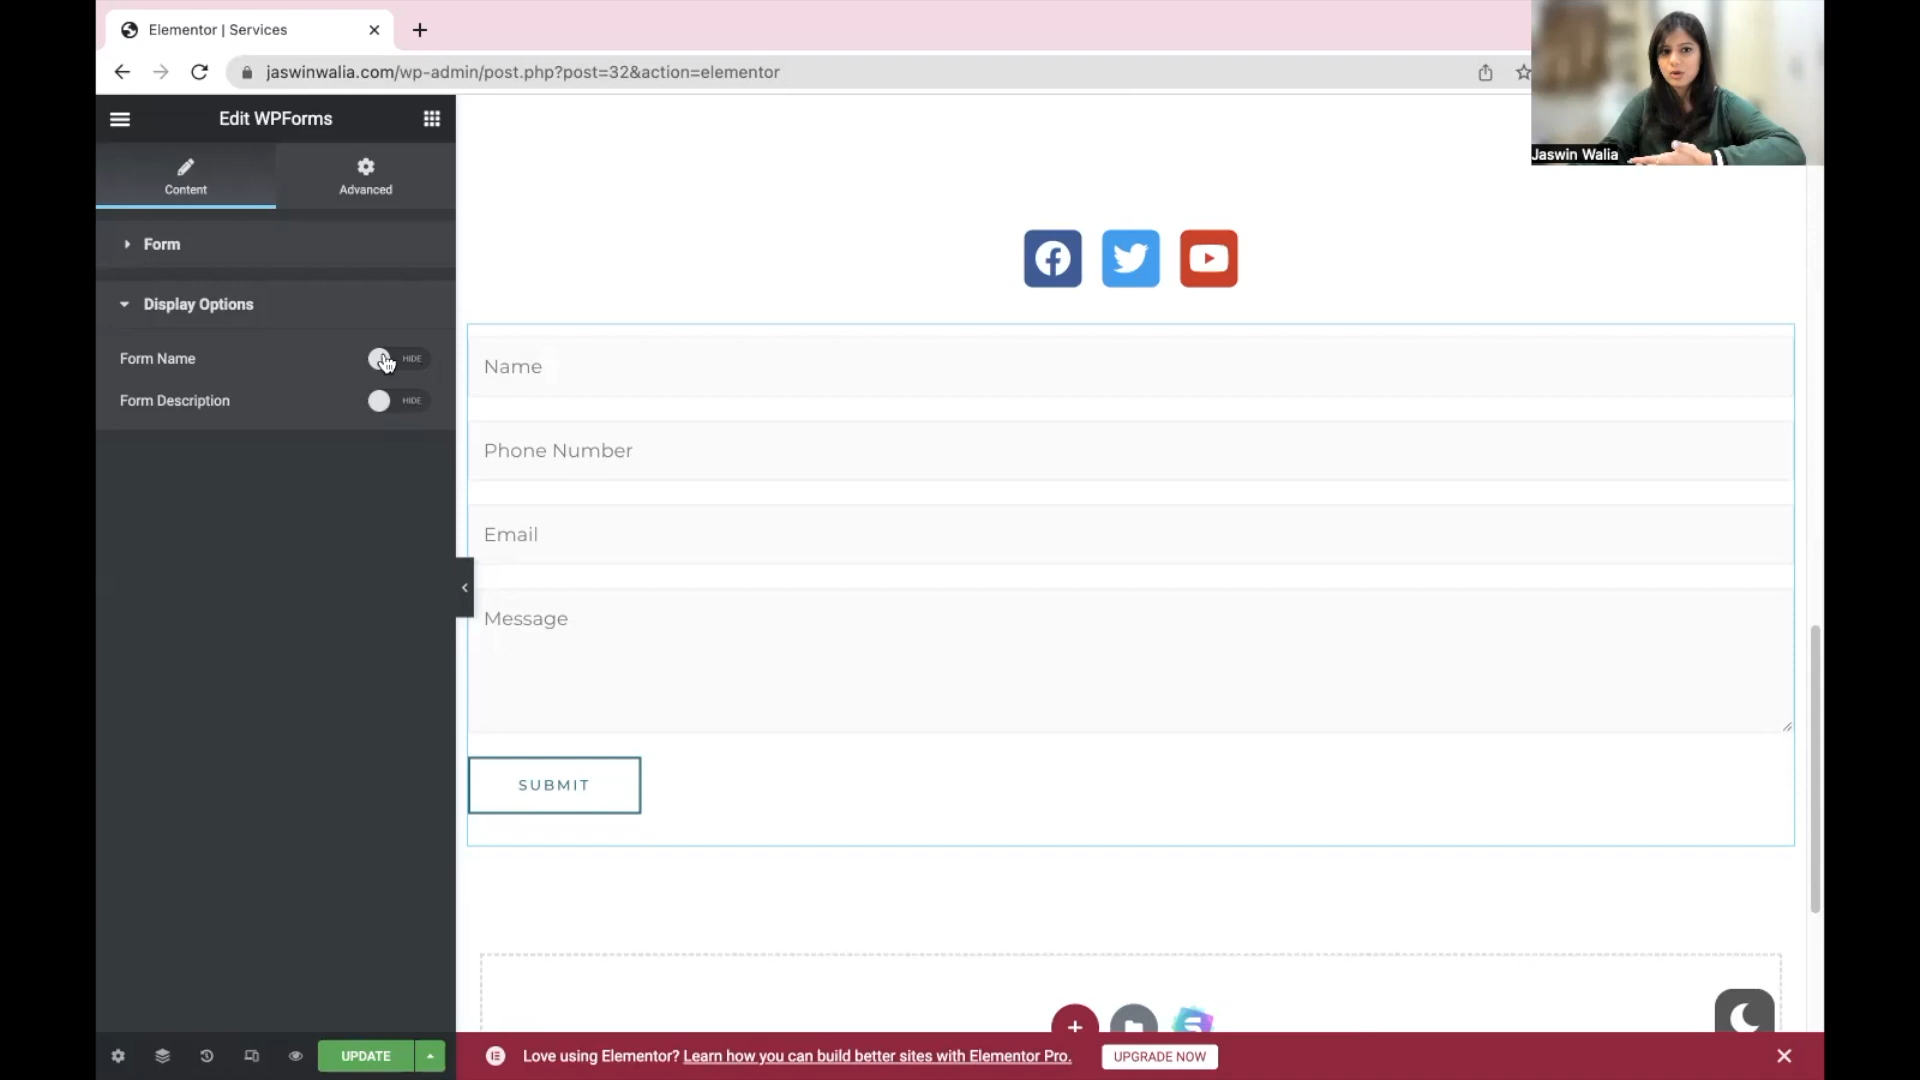 Elementor | Services
jaswinwalia.com/wp-admin/post.php?post=32&action=elementor
Jaswin Walia
Edit WPForms
Content
Advanced
Form
Display Options
Form Name
HIDE
Form Description
HIDE
Name
Phone Number
Email
Message
SUBMIT
UPDATE
Love using Elementor? Learn how you can build better sites with Elementor Pro.
UPGRADE NOW